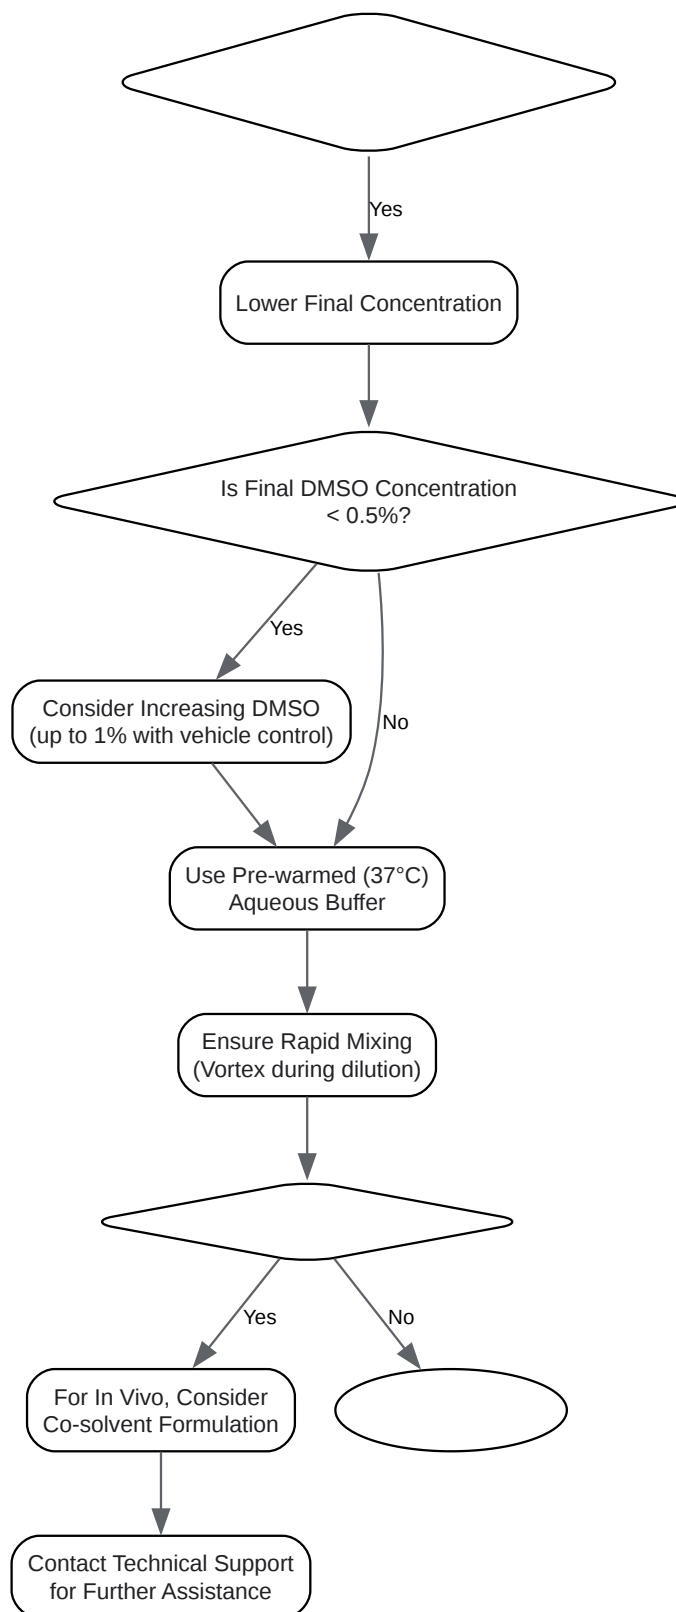 Yes
Lower Final Concentration
Is Final DMSO Concentration
< 0.5%?
Yes
Consider Increasing DMSO
(up to 1% with vehicle control)
No
Use Pre-warmed (37°C)
Aqueous Buffer
Ensure Rapid Mixing
(Vortex during dilution)
Yes
No
For In Vivo, Consider
Co-solvent Formulation
Contact Technical Support
for Further Assistance